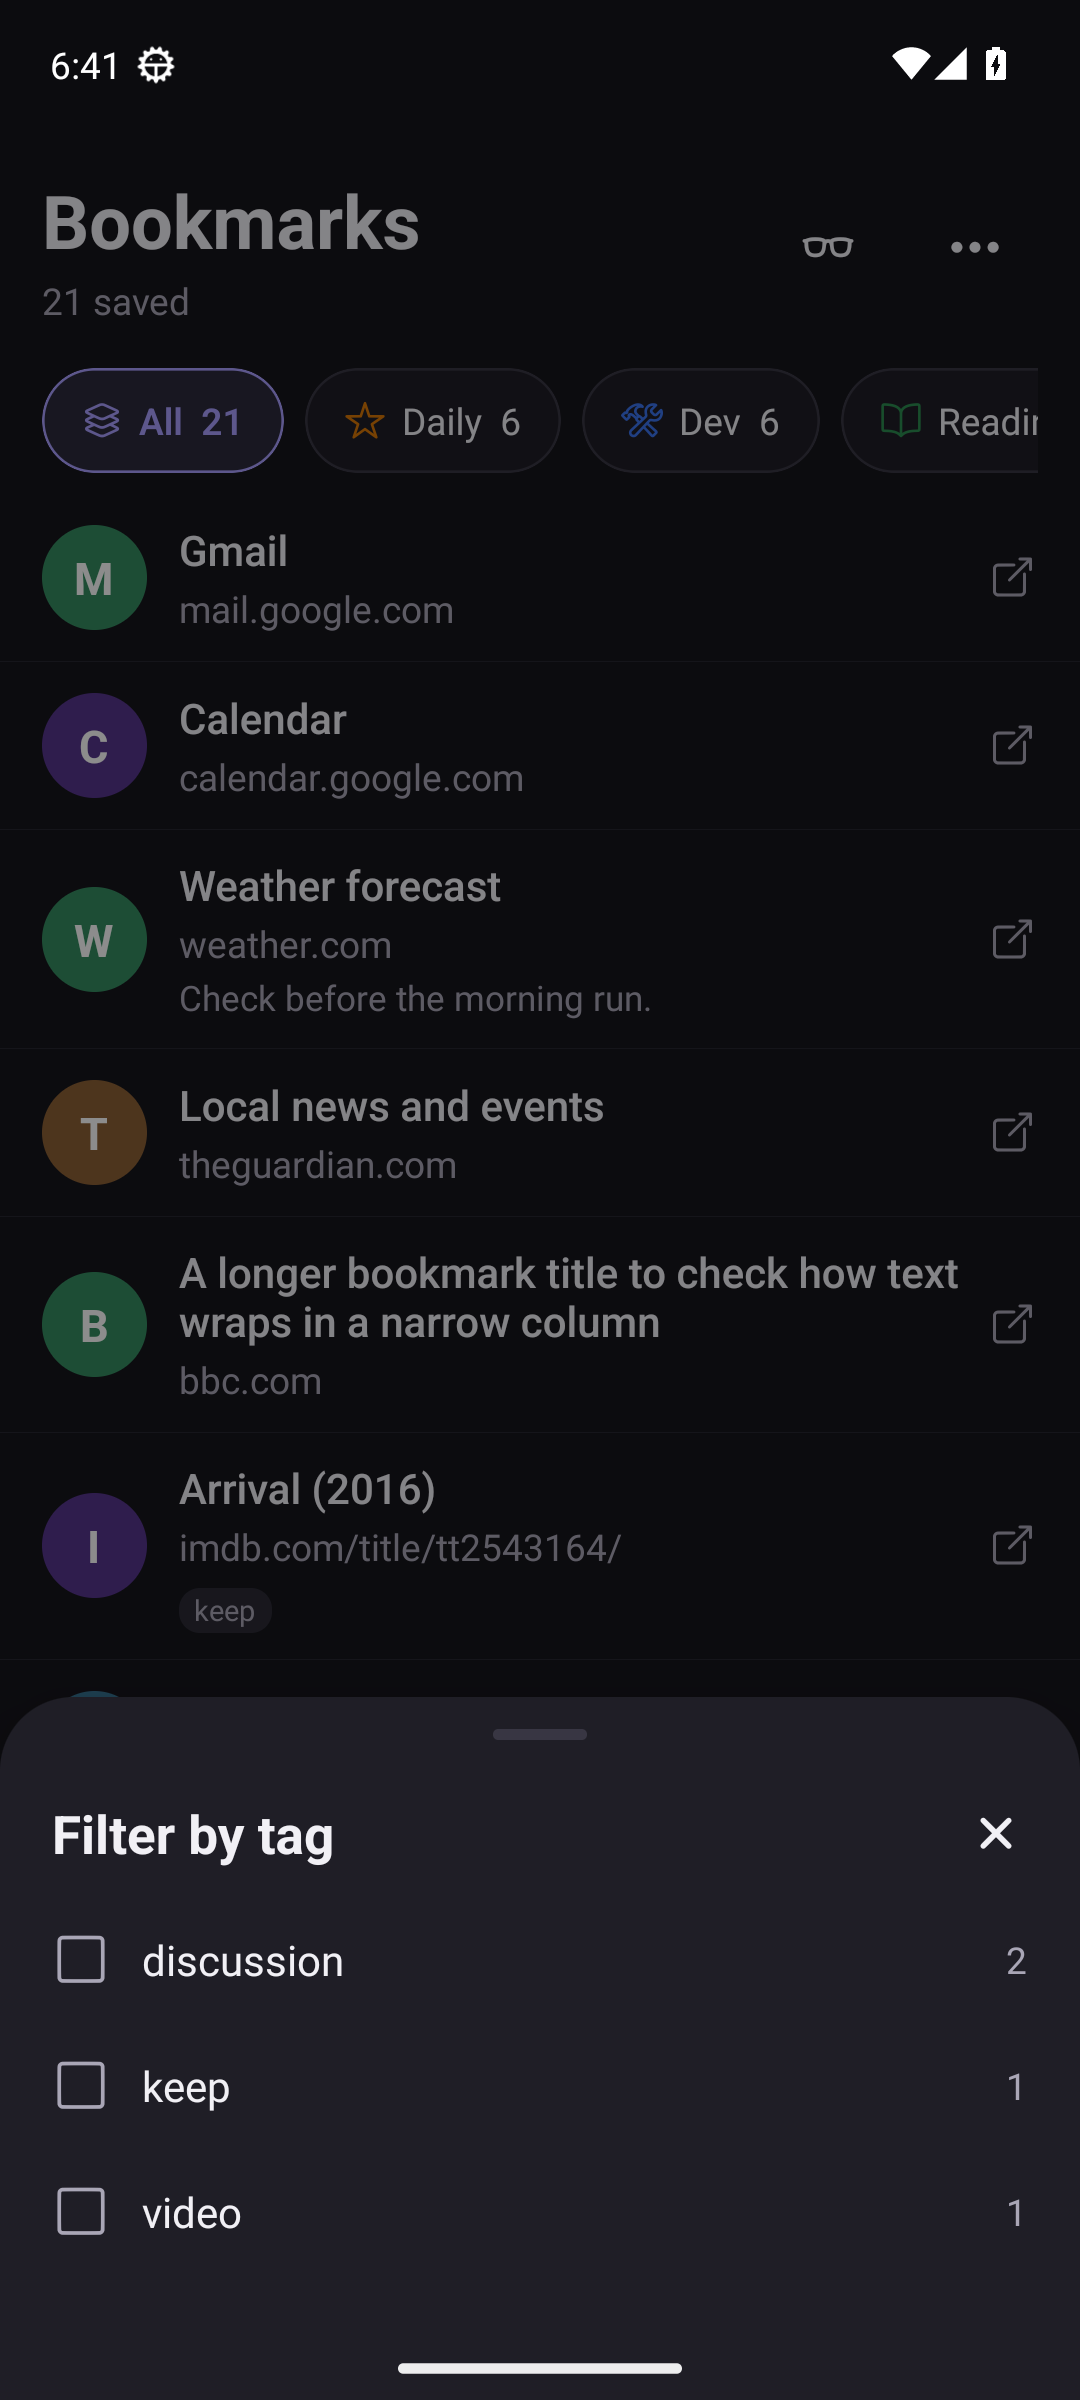 6:41
Bookmarks
21 saved
All 21
Daily 6
Dev 6
Readin
M
Gmail
mail.google.com
C
Calendar
calendar.google.com
W
Weather forecast
weather.com
Check before the morning run.
T
Local news and events
theguardian.com
B
A longer bookmark title to check how text
wraps in a narrow column
bbc.com
I
Arrival (2016)
imdb.com/title/tt2543164/
keep
Filter by tag
discussion 2
keep 1
video 1